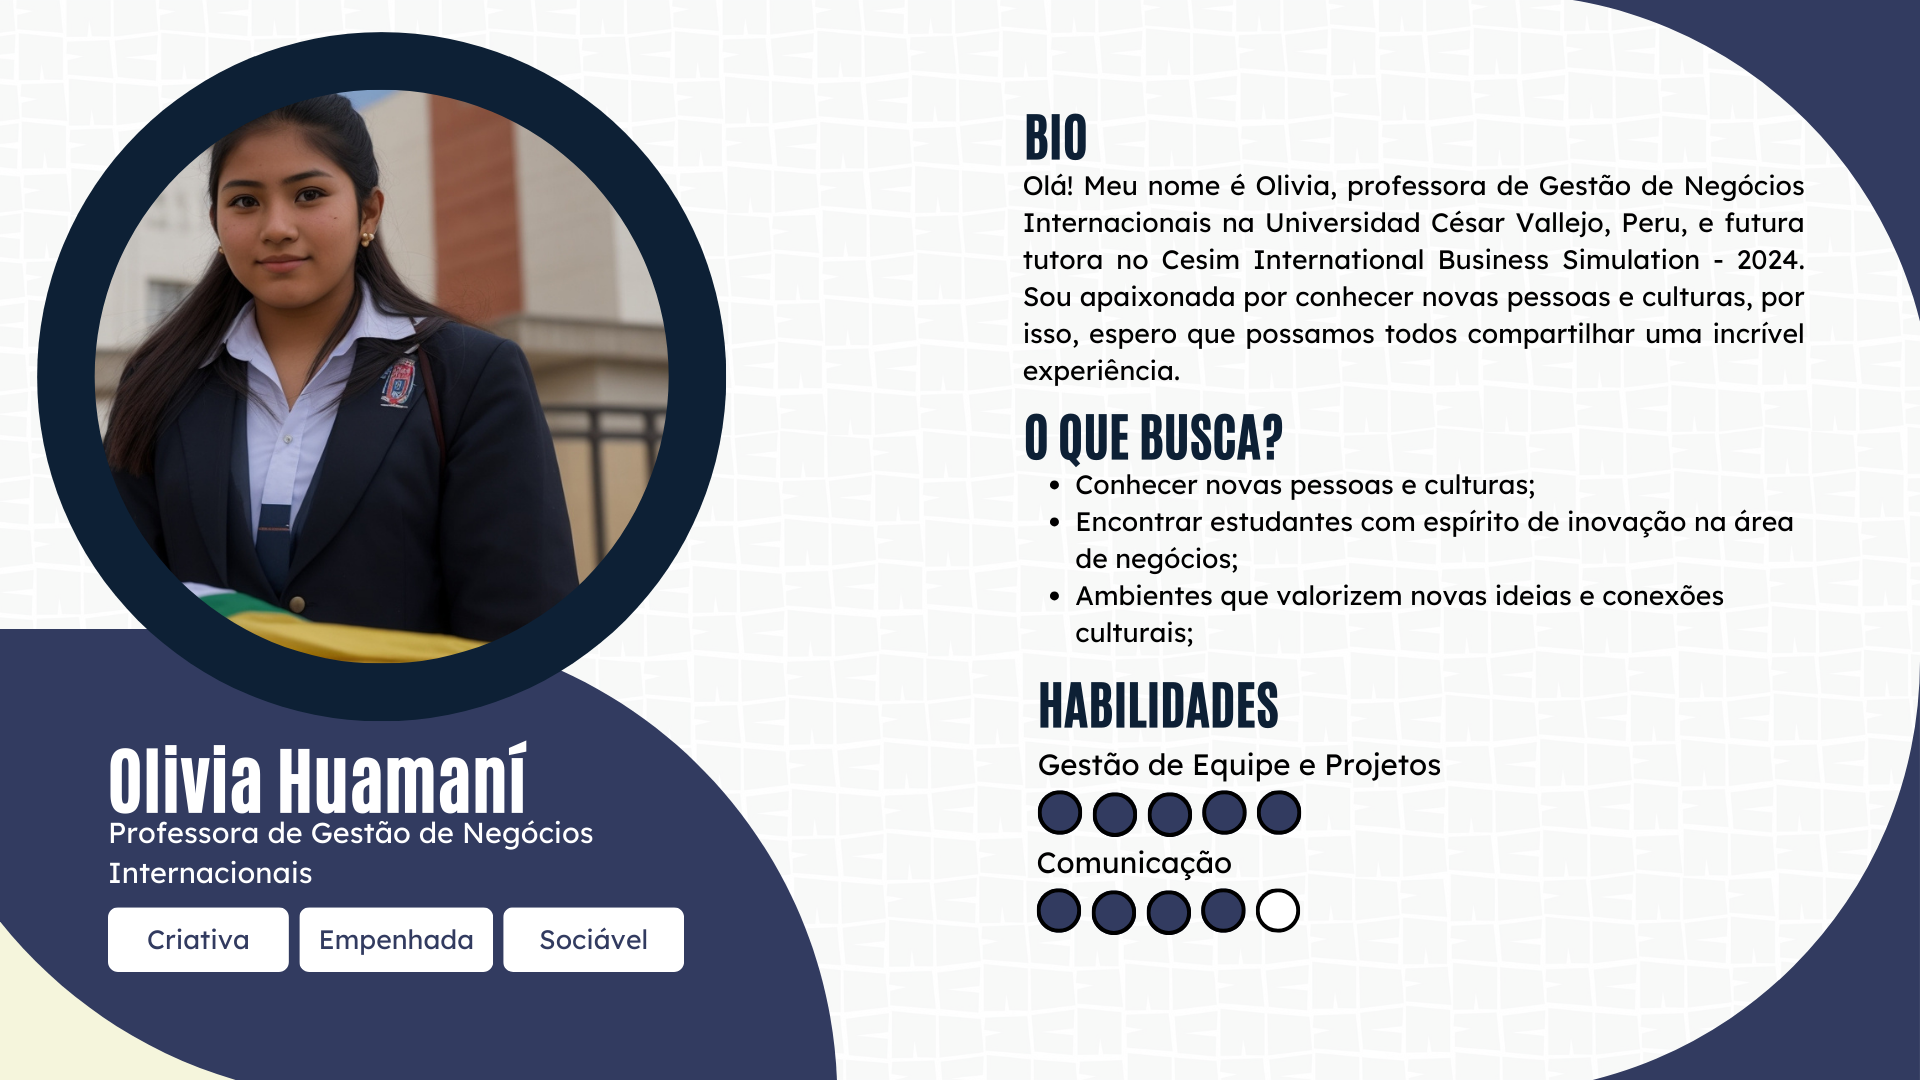 BIO
Olá! Meu nome é Olivia, professora de Gestão de Negócios
Internacionais na Universidad César Vallejo, Peru, e futura
tutora no Cesim International Business Simulation - 2024.
Sou apaixonada por conhecer novas pessoas e culturas, por
isso, espero que possamos todos compartilhar uma incrível
experiência.
O QUE BUSCA?
• Conhecer novas pessoas e culturas;
• Encontrar estudantes com espírito de inovação na área
de negócios;
• Ambientes que valorizem novas ideias e conexões
culturais;
HABILIDADES
Gestão de Equipe e Projetos
Comunicação
Olivia Huamaní
Professora de Gestão de Negócios
Internacionais
Criativa Empenhada Sociável